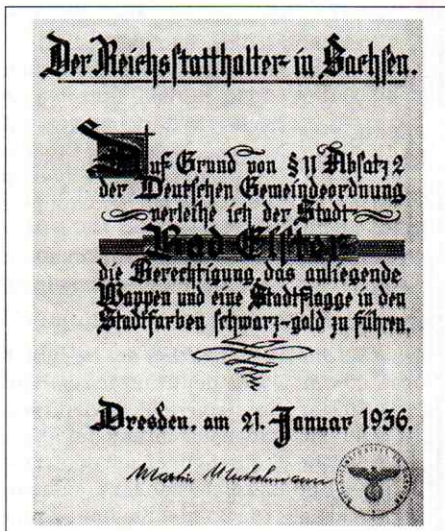 Der Reichsstatthalter in Sachsen.
Auf Grund von § 11 Absatz 2
der Deutschen Gemeindeordnung
verleihe ich der Stadt
Bad Elster
die Berechtigung, das anliegende
Wappen und eine Stadtflagge in den
Stadtfarben schwarz-gold zu führen.
Dresden, am 21. Januar 1936.
Martin Mutschmann